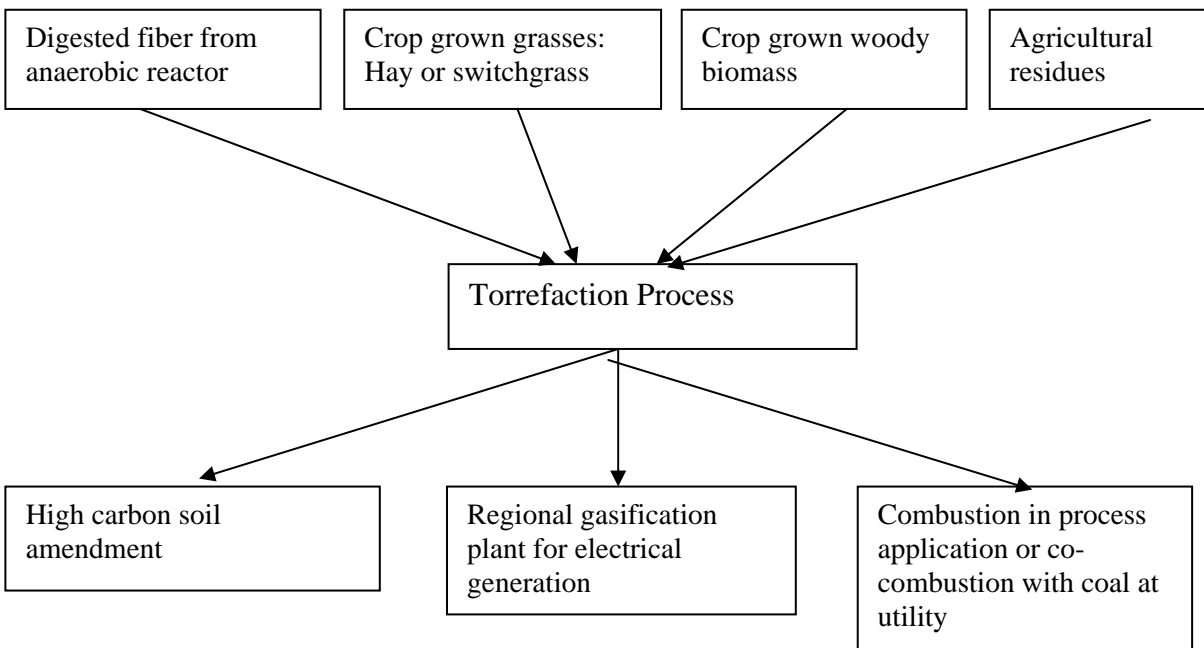 Digested fiber from
anaerobic reactor
Crop grown grasses:
Hay or switchgrass
Crop grown woody
biomass
Agricultural
residues
Torrefaction Process
High carbon soil
amendment
Regional gasification
plant for electrical
generation
Combustion in process
application or co-
combustion with coal at
utility